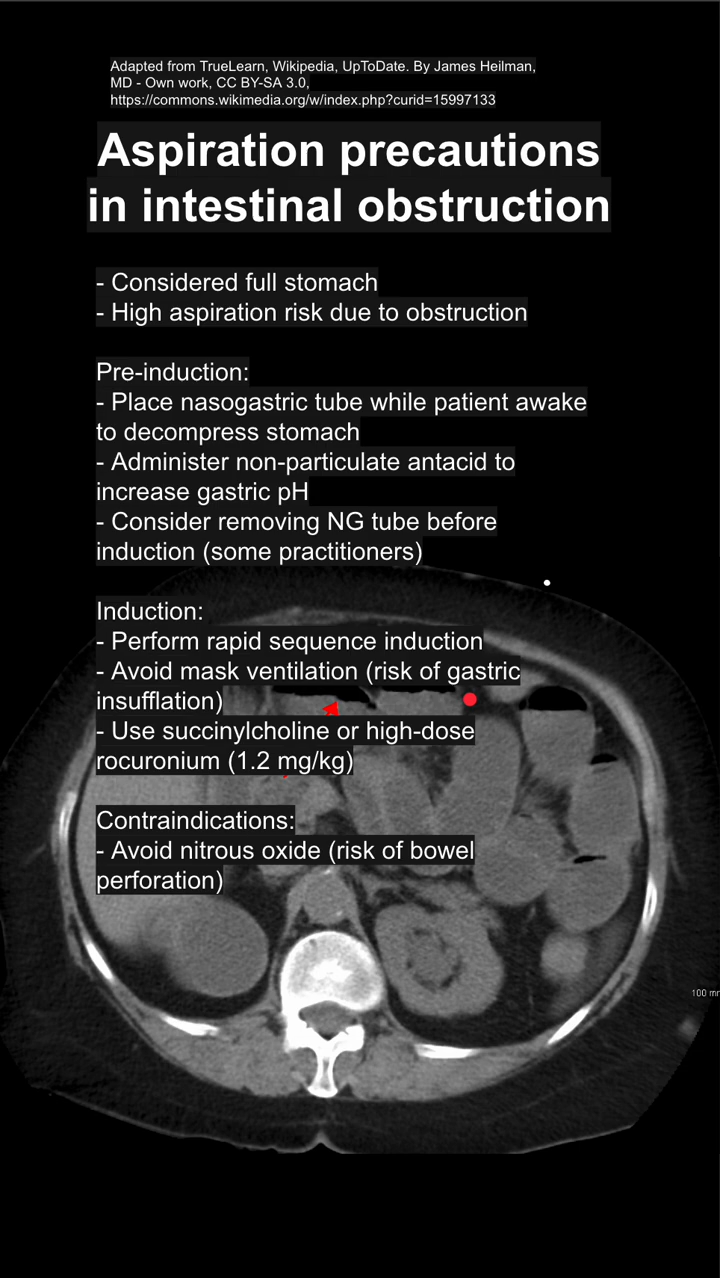 Adapted from TrueLearn, Wikipedia, UpToDate. By James Heilman,
MD - Own work, CC BY-SA 3.0,
https://commons.wikimedia.org/w/index.php?curid=15997133
Aspiration precautions
in intestinal obstruction
- Considered full stomach
- High aspiration risk due to obstruction
Pre-induction:
- Place nasogastric tube while patient awake
to decompress stomach
- Administer non-particulate antacid to
increase gastric pH
- Consider removing NG tube before
induction (some practitioners)
Induction:
- Perform rapid sequence induction
- Avoid mask ventilation (risk of gastric
insufflation)
- Use succinylcholine or high-dose
rocuronium (1.2 mg/kg)
Contraindications:
- Avoid nitrous oxide (risk of bowel
perforation)
100 mm